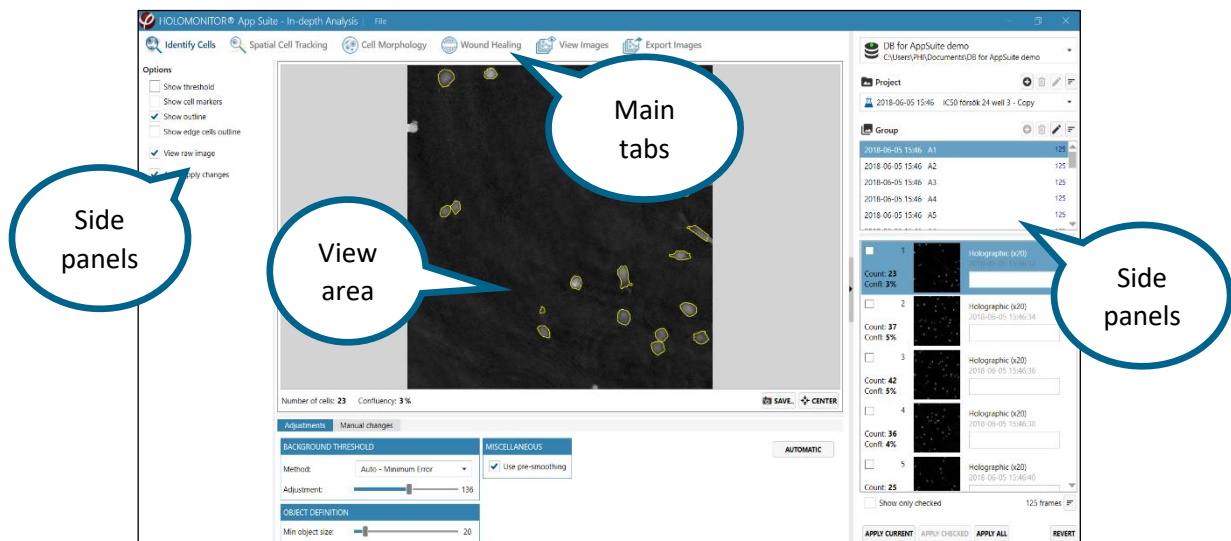 HOLOMONITOR® App Suite - In-depth Analysis File
Identify Cells Spatial Cell Tracking Cell Morphology Wound Healing View Images Export Images
Options
Show threshold
Show cell markers
Show outline
Show edge cells outline
View raw image
apply changes
Side
panels
Main
tabs
View
area
Number of cells: 23 Confluency: 3 %
SAVE.. CENTER
Adjustments Manual changes
BACKGROUND THRESHOLD
Method: Auto - Minimum Error
Adjustment: 136
OBJECT DEFINITION
Min object size: 20
MISCELLANEOUS
Use pre-smoothing
AUTOMATIC
DB for AppSuite demo
C:\Users\PHI\Documents\DB for AppSuite demo
Project
2018-06-05 15:46 IC50 försök 24 well 3 - Copy
Group
2018-06-05 15:46 A1 125
2018-06-05 15:46 A2 125
2018-06-05 15:46 A3 125
2018-06-05 15:46 A4 125
2018-06-05 15:46 A5 125
Side
panels
1 Holographic (x20)
Count: 23
Confl: 3%
2 Holographic (x20)
2018-06-05 15:46:34
Count: 37
Confl: 5%
3 Holographic (x20)
2018-06-05 15:46:36
Count: 42
Confl: 5%
4 Holographic (x20)
2018-06-05 15:46:38
Count: 36
Confl: 4%
5 Holographic (x20)
2018-06-05 15:46:40
Count: 25
Show only checked 125 frames
APPLY CURRENT APPLY CHECKED APPLY ALL REVERT